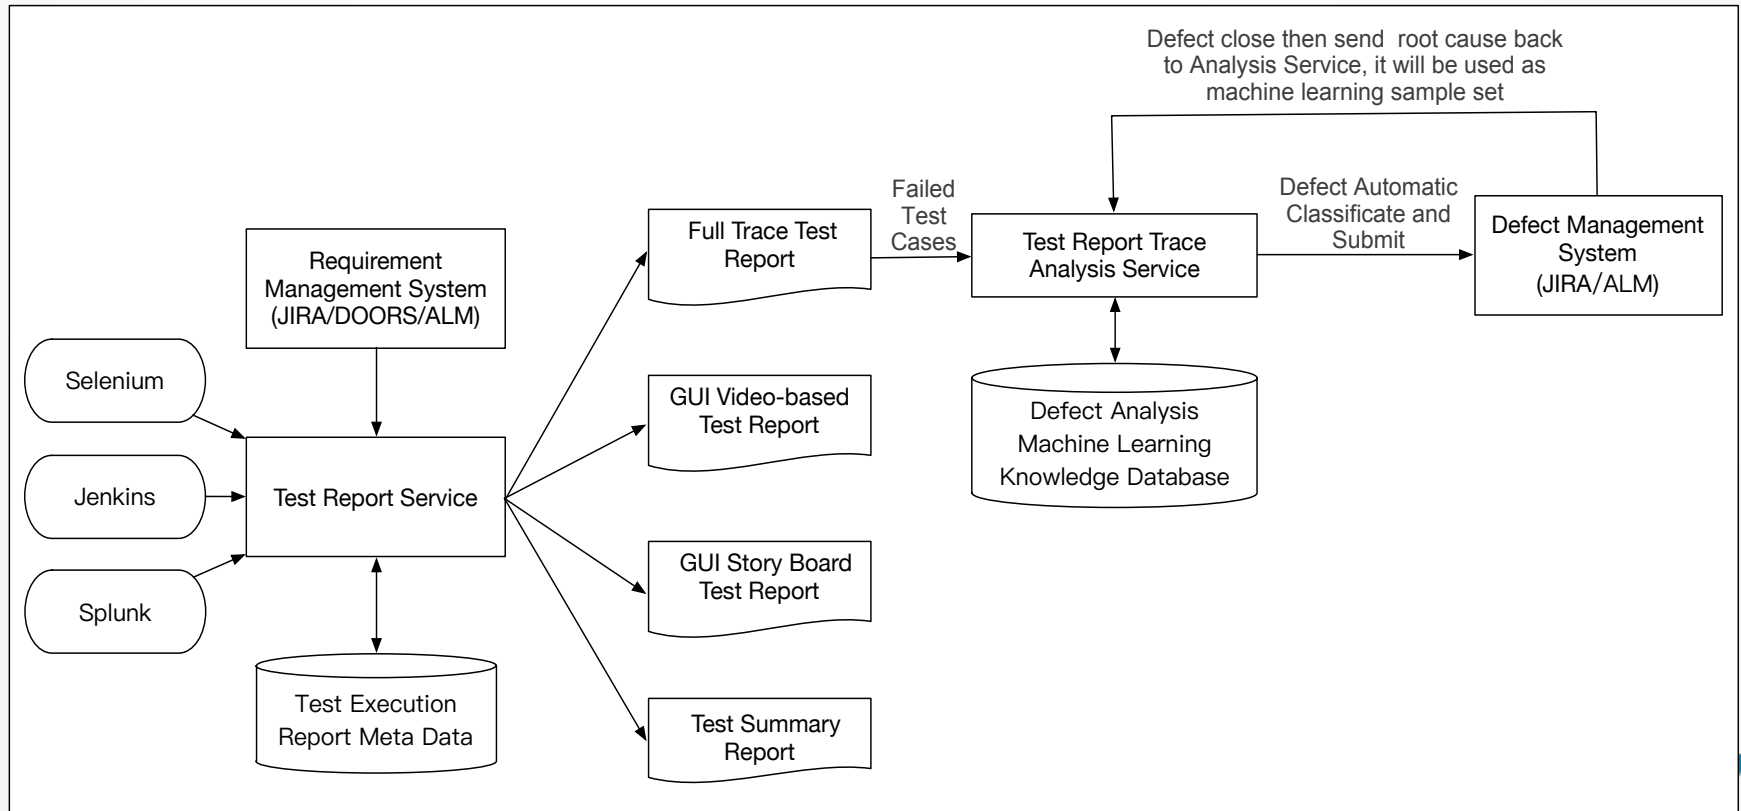 Defect close then send root cause back
to Analysis Service, it will be used as
machine learning sample set
Failed
Test
Cases
Defect Automatic
Classificate and
Submit
Full Trace Test
Report
Test Report Trace
Analysis Service
Defect Management
System
(JIRA/ALM)
Requirement
Management System
(JIRA/DOORS/ALM)
Selenium
GUI Video-based
Test Report
Defect Analysis
Machine Learning
Knowledge Database
Jenkins
Test Report Service
GUI Story Board
Test Report
Splunk
Test Execution
Report Meta Data
Test Summary
Report